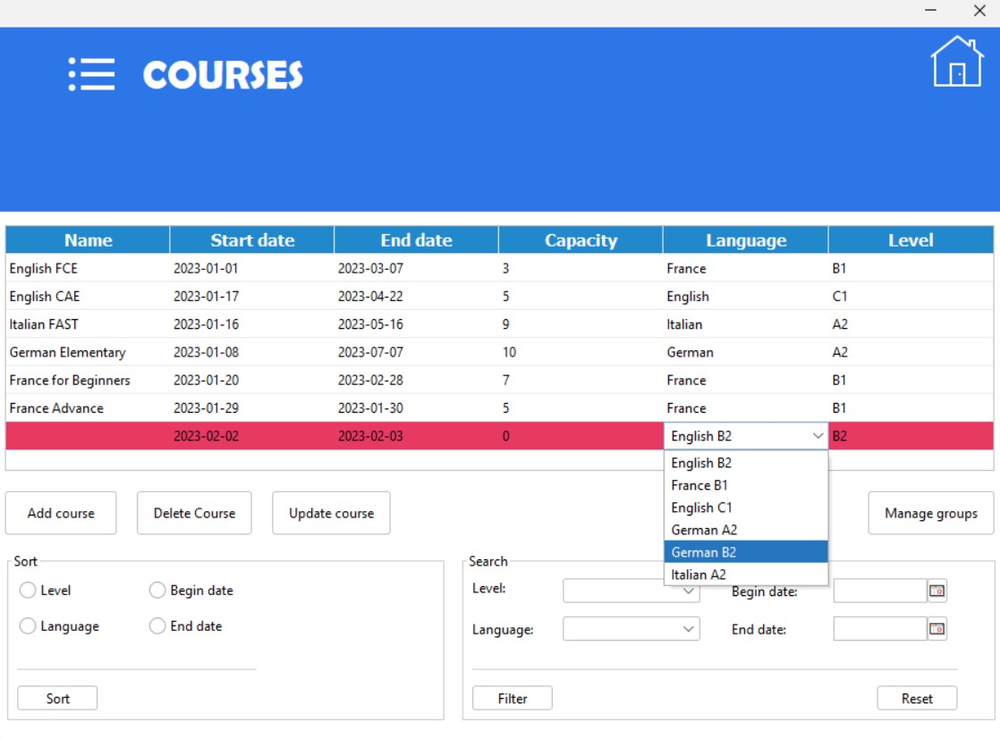 COURSES
Name Start date End date Capacity Language Level
English FCE 2023-01-01 2023-03-07 3 France B1
English CAE 2023-01-17 2023-04-22 5 English C1
Italian FAST 2023-01-16 2023-05-16 9 Italian A2
German Elementary 2023-01-08 2023-07-07 10 German A2
France for Beginners 2023-01-20 2023-02-28 7 France B1
France Advance 2023-01-29 2023-01-30 5 France B1
2023-02-02 2023-02-03 0 English B2 B2
English B2
France B1
English C1
German A2
German B2
Italian A2
Add course Delete Course Update course Manage groups
Sort
Level Begin date
Language End date
Sort
Search
Level: Begin date:
Language: End date:
Filter Reset